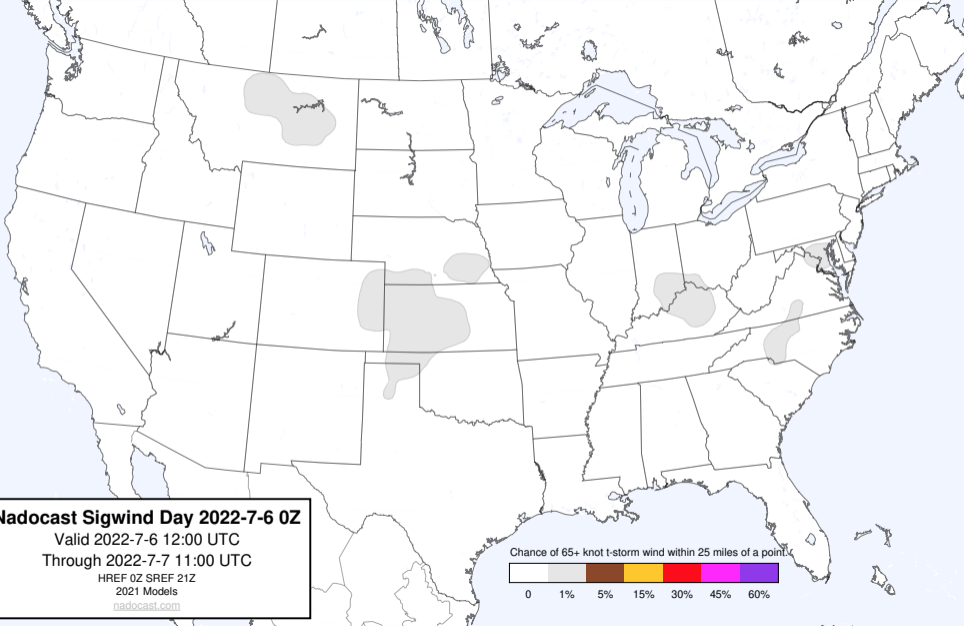 Nadocast Sigwind Day 2022-7-6 0Z
Valid 2022-7-6 12:00 UTC
Through 2022-7-7 11:00 UTC
HREF 0Z SREF 21Z
2021 Models
nadocast.com
Chance of 65+ knot t-storm wind within 25 miles of a point.
0 1% 5% 15% 30% 45% 60%